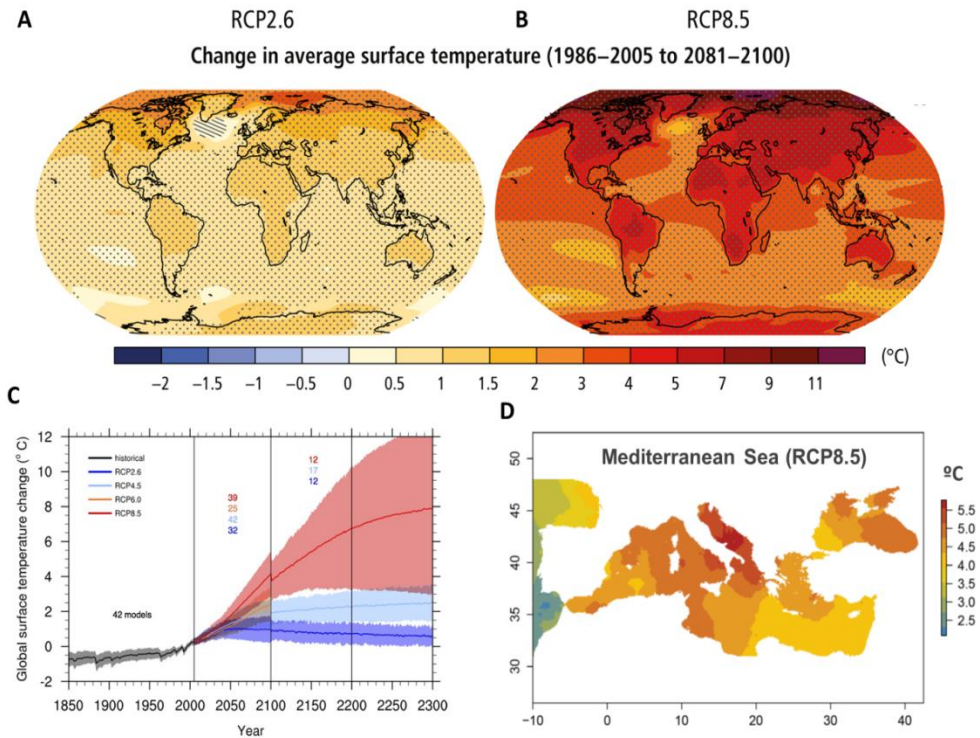 A
RCP2.6
B
RCP8.5
Change in average surface temperature (1986–2005 to 2081–2100)
(°C)
−2 −1.5 −1 −0.5 0 0.5 1 1.5 2 3 4 5 7 9 11
C
Global surface temperature change (° C)
12
10
8
6
4
2
0
-2
historical
RCP2.6
RCP4.5
RCP6.0
RCP8.5
39
25
42
32
12
17
12
42 models
1850 1900 1950 2000 2050 2100 2150 2200 2250 2300
Year
D
Mediterranean Sea (RCP8.5)
ºC
50
45
40
35
30
-10 0 10 20 30 40
5.5
5.0
4.5
4.0
3.5
3.0
2.5